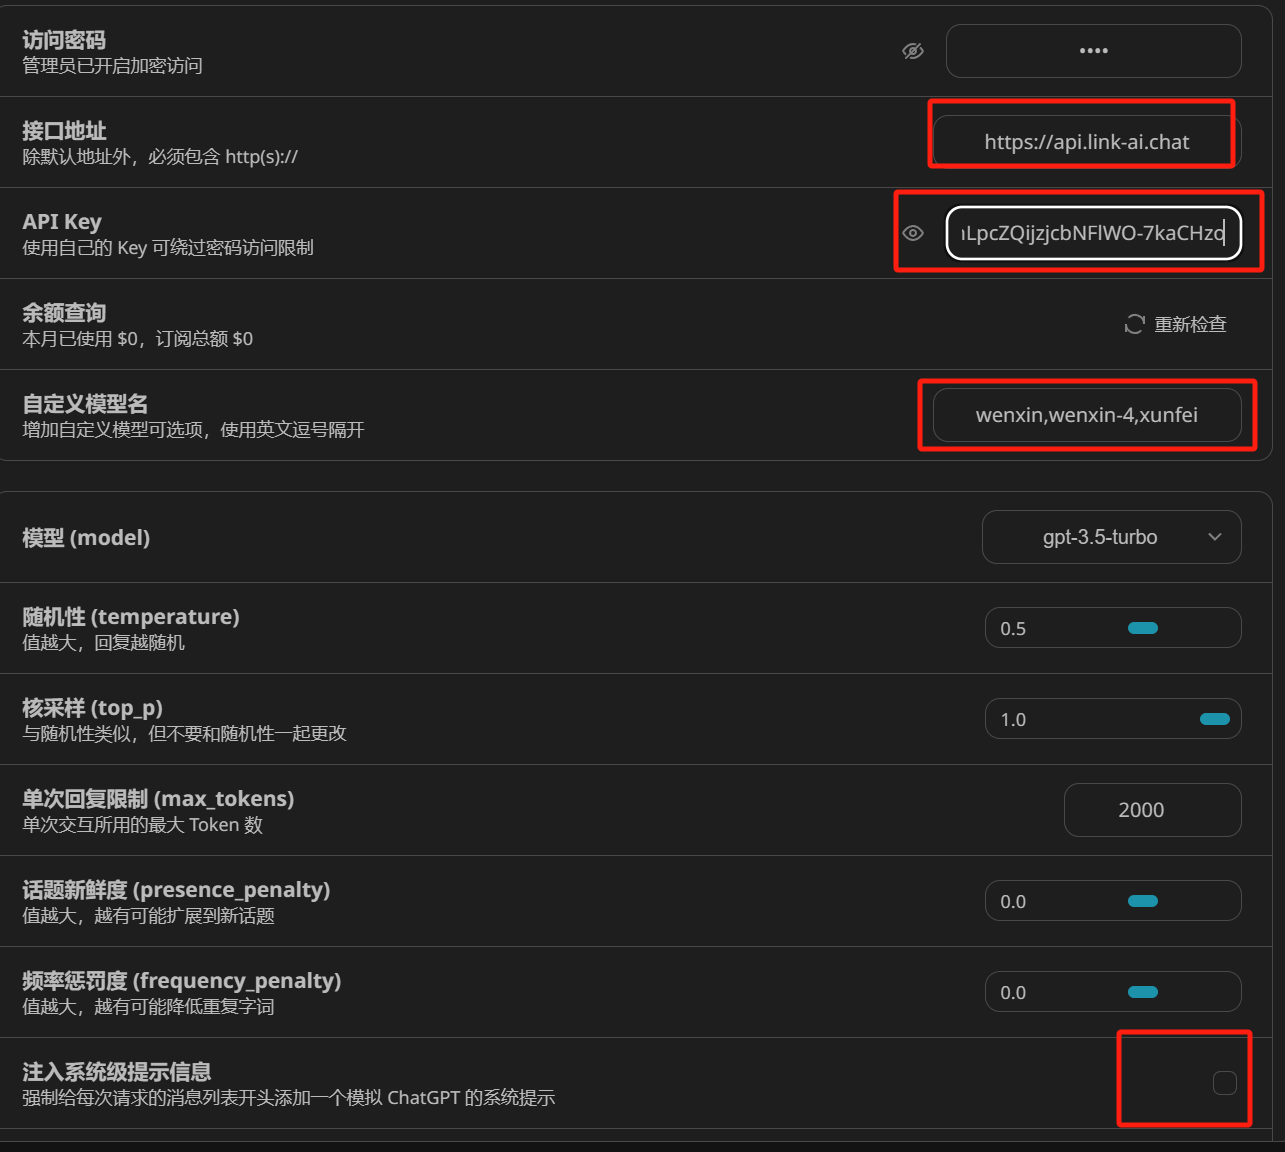 访问密码
管理员已开启加密访问
••••
接口地址
除默认地址外，必须包含 http(s)://
https://api.link-ai.chat
API Key
使用自己的 Key 可绕过密码访问限制
LpcZQijzjcbNFlWO-7kaCHzq
余额查询
本月已使用 $0，订阅总额 $0
重新检查
自定义模型名
增加自定义模型可选项，使用英文逗号隔开
wenxin,wenxin-4,xunfei
模型 (model)
gpt-3.5-turbo
随机性 (temperature)
值越大，回复越随机
0.5
核采样 (top_p)
与随机性类似，但不要和随机性一起更改
1.0
单次回复限制 (max_tokens)
单次交互所用的最大 Token 数
2000
话题新鲜度 (presence_penalty)
值越大，越有可能扩展到新话题
0.0
频率惩罚度 (frequency_penalty)
值越大，越有可能降低重复字词
0.0
注入系统级提示信息
强制给每次请求的消息列表开头添加一个模拟 ChatGPT 的系统提示